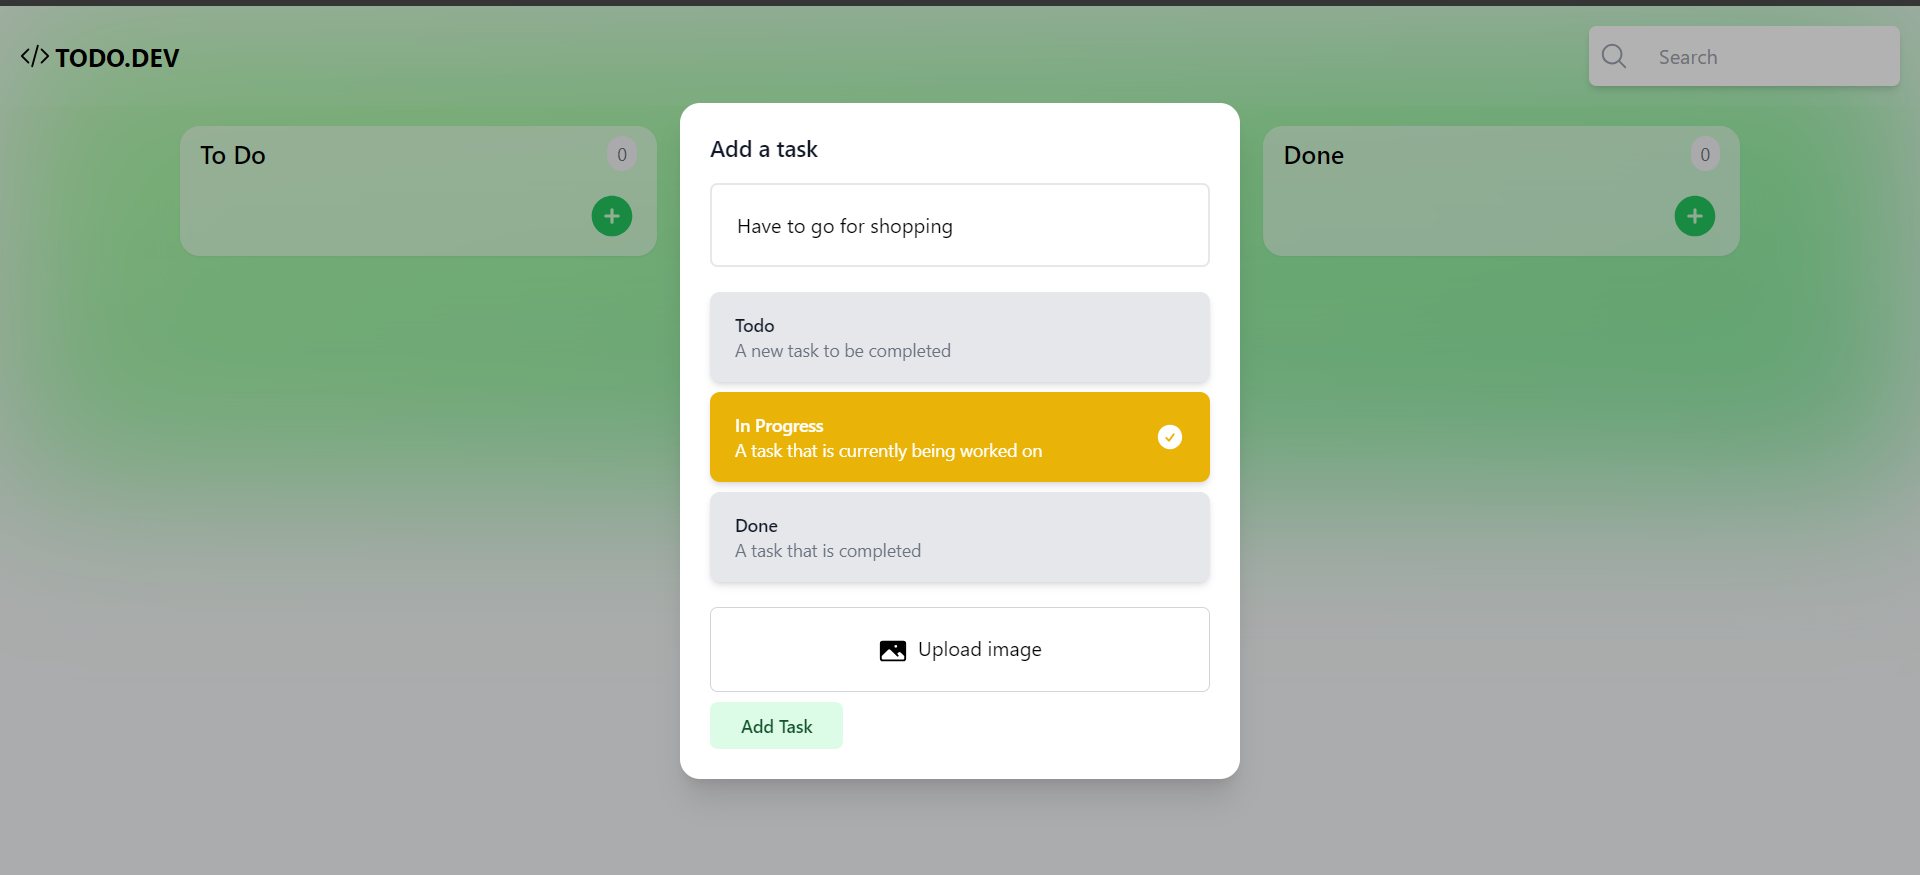 </> TODO.DEV
Search
To Do
0
Done
0
Add a task
Have to go for shopping
Todo
A new task to be completed
In Progress
A task that is currently being worked on
Done
A task that is completed
Upload image
Add Task